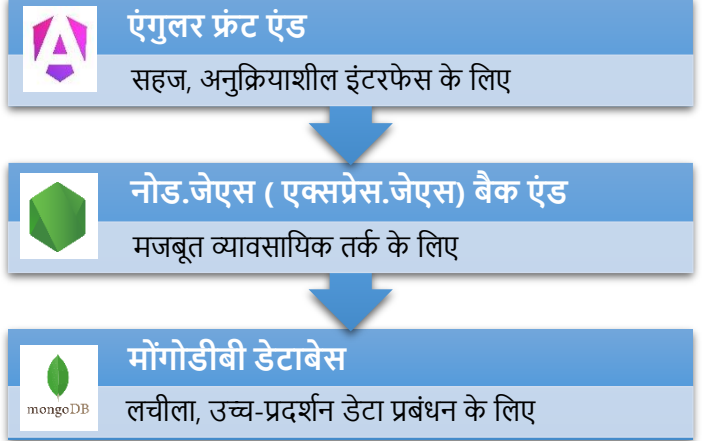 एंगुलर फ्रंट एंड
सहज, अनुक्रियाशील इंटरफेस के लिए
नोड.जेएस ( एक्सप्रेस.जेएस) बैक एंड
मजबूत व्यावसायिक तर्क के लिए
मोंगोडीबी डेटाबेस
mongoDB
लचीला, उच्च-प्रदर्शन डेटा प्रबंधन के लिए